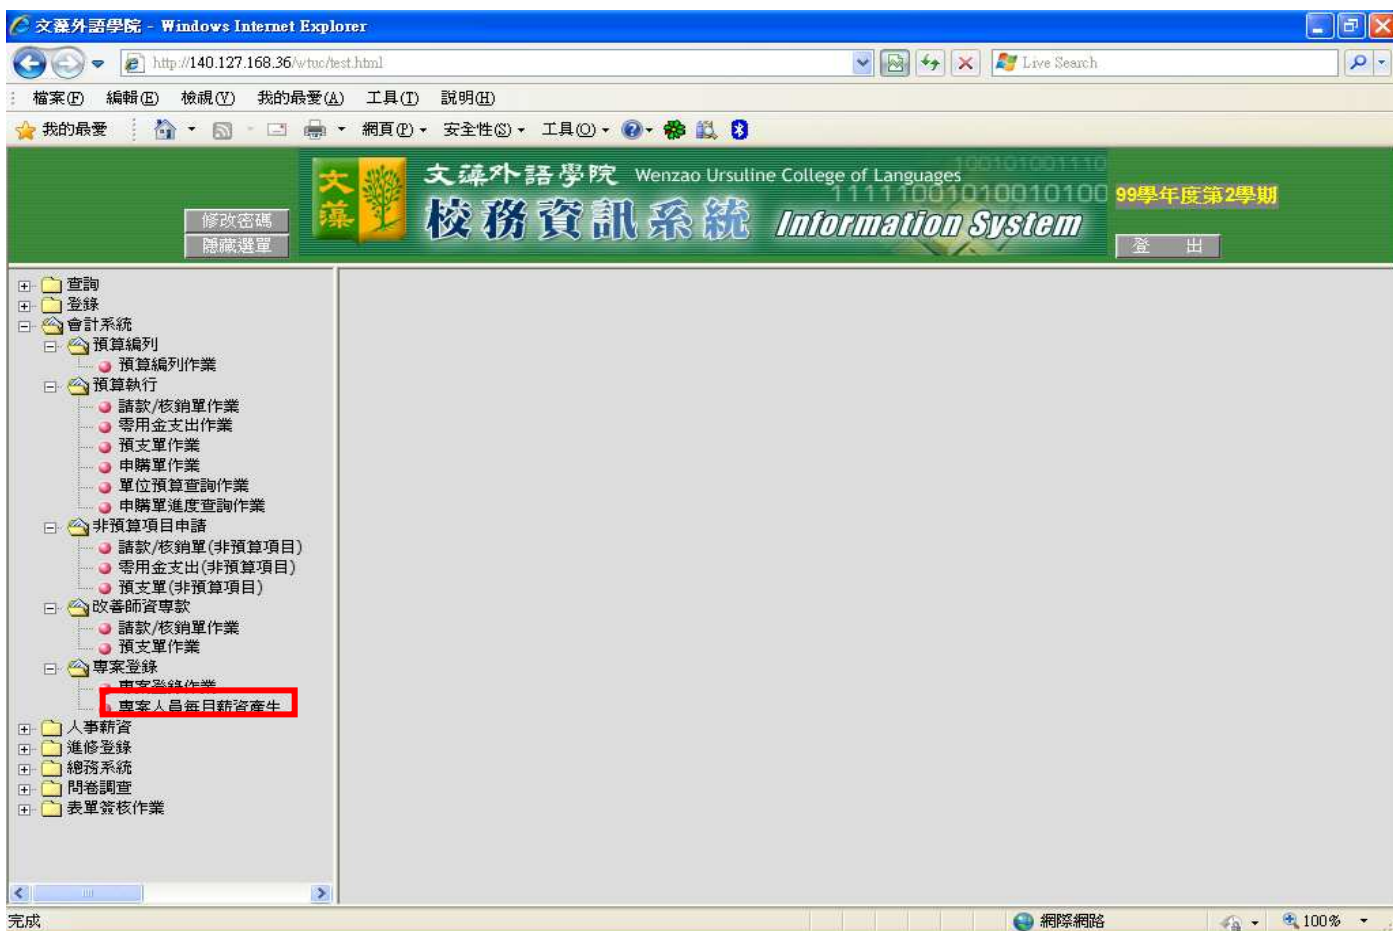 文藻外語學院 - Windows Internet Explorer
http://140.127.168.36/wtuc/test.html
Live Search
檔案(F) 編輯(E) 檢視(V) 我的最愛(A) 工具(T) 說明(H)
我的最愛 網頁(P) 安全性(S) 工具(O)
文藻
文藻外語學院 Wenzao Ursuline College of Languages
100101001110
11111001010010100
校務資訊系統 Information System
99學年度第2學期
修改密碼
隱藏選單
登 出
查詢
登錄
會計系統
預算編列
預算編列作業
預算執行
請款/核銷單作業
零用金支出作業
預支單作業
申購單作業
單位預算查詢作業
申購單進度查詢作業
非預算項目申請
請款/核銷單(非預算項目)
零用金支出(非預算項目)
預支單(非預算項目)
改善師資專款
請款/核銷單作業
預支單作業
專案登錄
專案登錄作業
專案人員每月薪資產生
人事薪資
進修登錄
總務系統
問卷調查
表單簽核作業
完成
網際網路
100%